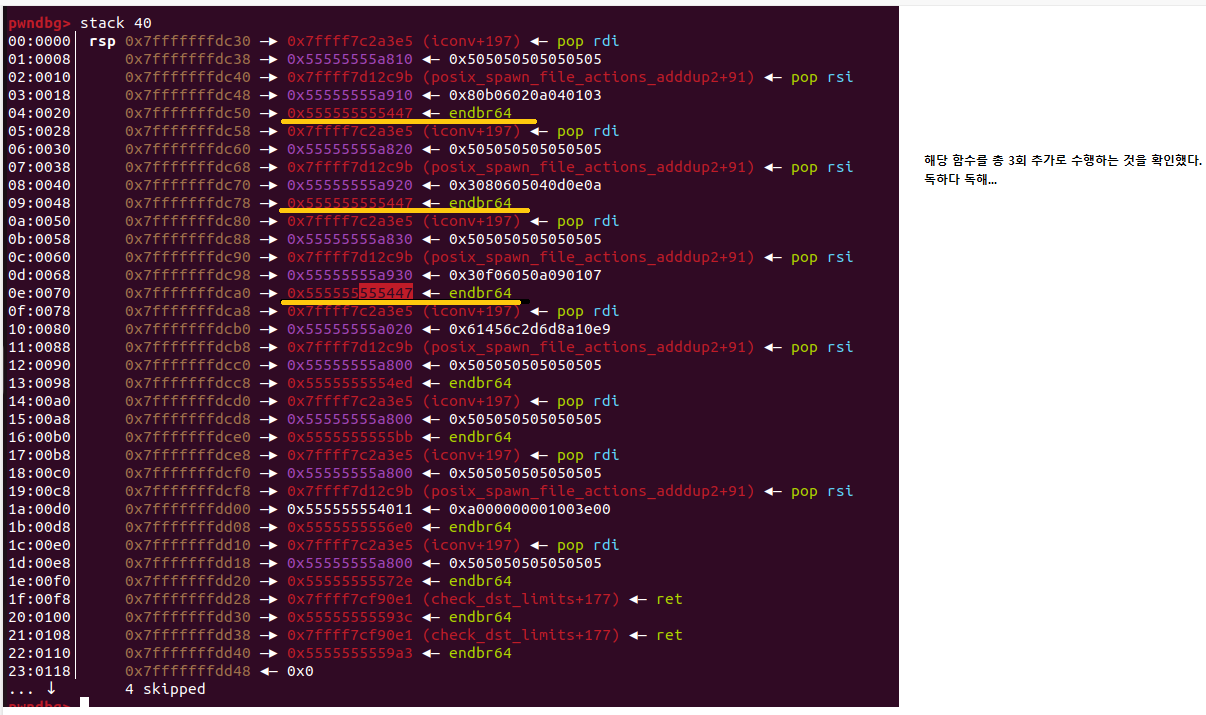 pwndbg> stack 40
00:0000│ rsp 0x7fffffffdc30 —▸ 0x7ffff7c2a3e5 (iconv+197) ◂— pop rdi
01:0008│     0x7fffffffdc38 —▸ 0x55555555a810 ◂— 0x505050505050505
02:0010│     0x7fffffffdc40 —▸ 0x7ffff7d12c9b (posix_spawn_file_actions_adddup2+91) ◂— pop rsi
03:0018│     0x7fffffffdc48 —▸ 0x55555555a910 ◂— 0x80b06020a040103
04:0020│     0x7fffffffdc50 —▸ 0x555555555447 ◂— endbr64
05:0028│     0x7fffffffdc58 —▸ 0x7ffff7c2a3e5 (iconv+197) ◂— pop rdi
06:0030│     0x7fffffffdc60 —▸ 0x55555555a820 ◂— 0x505050505050505
07:0038│     0x7fffffffdc68 —▸ 0x7ffff7d12c9b (posix_spawn_file_actions_adddup2+91) ◂— pop rsi
08:0040│     0x7fffffffdc70 —▸ 0x55555555a920 ◂— 0x3080605040d0e0a
09:0048│     0x7fffffffdc78 —▸ 0x555555555447 ◂— endbr64
0a:0050│     0x7fffffffdc80 —▸ 0x7ffff7c2a3e5 (iconv+197) ◂— pop rdi
0b:0058│     0x7fffffffdc88 —▸ 0x55555555a830 ◂— 0x505050505050505
0c:0060│     0x7fffffffdc90 —▸ 0x7ffff7d12c9b (posix_spawn_file_actions_adddup2+91) ◂— pop rsi
0d:0068│     0x7fffffffdc98 —▸ 0x55555555a930 ◂— 0x30f06050a090107
0e:0070│     0x7fffffffdca0 —▸ 0x555555555447 ◂— endbr64
0f:0078│     0x7fffffffdca8 —▸ 0x7ffff7c2a3e5 (iconv+197) ◂— pop rdi
10:0080│     0x7fffffffdcb0 —▸ 0x55555555a020 ◂— 0x61456c2d6d8a10e9
11:0088│     0x7fffffffdcb8 —▸ 0x7ffff7d12c9b (posix_spawn_file_actions_adddup2+91) ◂— pop rsi
12:0090│     0x7fffffffdcc0 —▸ 0x55555555a800 ◂— 0x505050505050505
13:0098│     0x7fffffffdcc8 —▸ 0x5555555554ed ◂— endbr64
14:00a0│     0x7fffffffdcd0 —▸ 0x7ffff7c2a3e5 (iconv+197) ◂— pop rdi
15:00a8│     0x7fffffffdcd8 —▸ 0x55555555a800 ◂— 0x505050505050505
16:00b0│     0x7fffffffdce0 —▸ 0x5555555555bb ◂— endbr64
17:00b8│     0x7fffffffdce8 —▸ 0x7ffff7c2a3e5 (iconv+197) ◂— pop rdi
18:00c0│     0x7fffffffdcf0 —▸ 0x55555555a800 ◂— 0x505050505050505
19:00c8│     0x7fffffffdcf8 —▸ 0x7ffff7d12c9b (posix_spawn_file_actions_adddup2+91) ◂— pop rsi
1a:00d0│     0x7fffffffdd00 —▸ 0x555555554011 ◂— 0xa000000001003e00
1b:00d8│     0x7fffffffdd08 —▸ 0x5555555556e0 ◂— endbr64
1c:00e0│     0x7fffffffdd10 —▸ 0x7ffff7c2a3e5 (iconv+197) ◂— pop rdi
1d:00e8│     0x7fffffffdd18 —▸ 0x55555555a800 ◂— 0x505050505050505
1e:00f0│     0x7fffffffdd20 —▸ 0x55555555572e ◂— endbr64
1f:00f8│     0x7fffffffdd28 —▸ 0x7ffff7cf90e1 (check_dst_limits+177) ◂— ret
20:0100│     0x7fffffffdd30 —▸ 0x55555555593c ◂— endbr64
21:0108│     0x7fffffffdd38 —▸ 0x7ffff7cf90e1 (check_dst_limits+177) ◂— ret
22:0110│     0x7fffffffdd40 —▸ 0x5555555559a3 ◂— endbr64
23:0118│     0x7fffffffdd48 ◂— 0x0
... ↓        4 skipped
pwndbg>
해당 함수를 총 3회 추가로 수행하는 것을 확인했다.
독하다 독해...